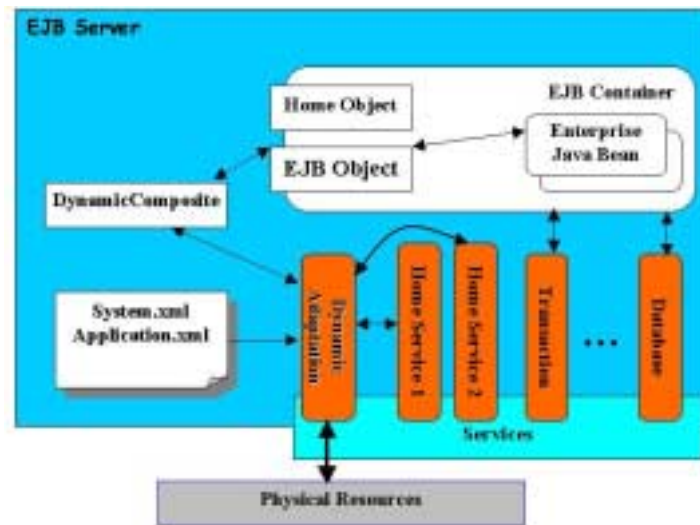 EJB Server
Home Object
EJB Container
Enterprise
Java Bean
EJB Object
DynamicComposite
System.xml
Application.xml
Dynamic
Adaptation
Home Service 1
Home Service 2
Transaction
...
Database
Services
Physical Resources